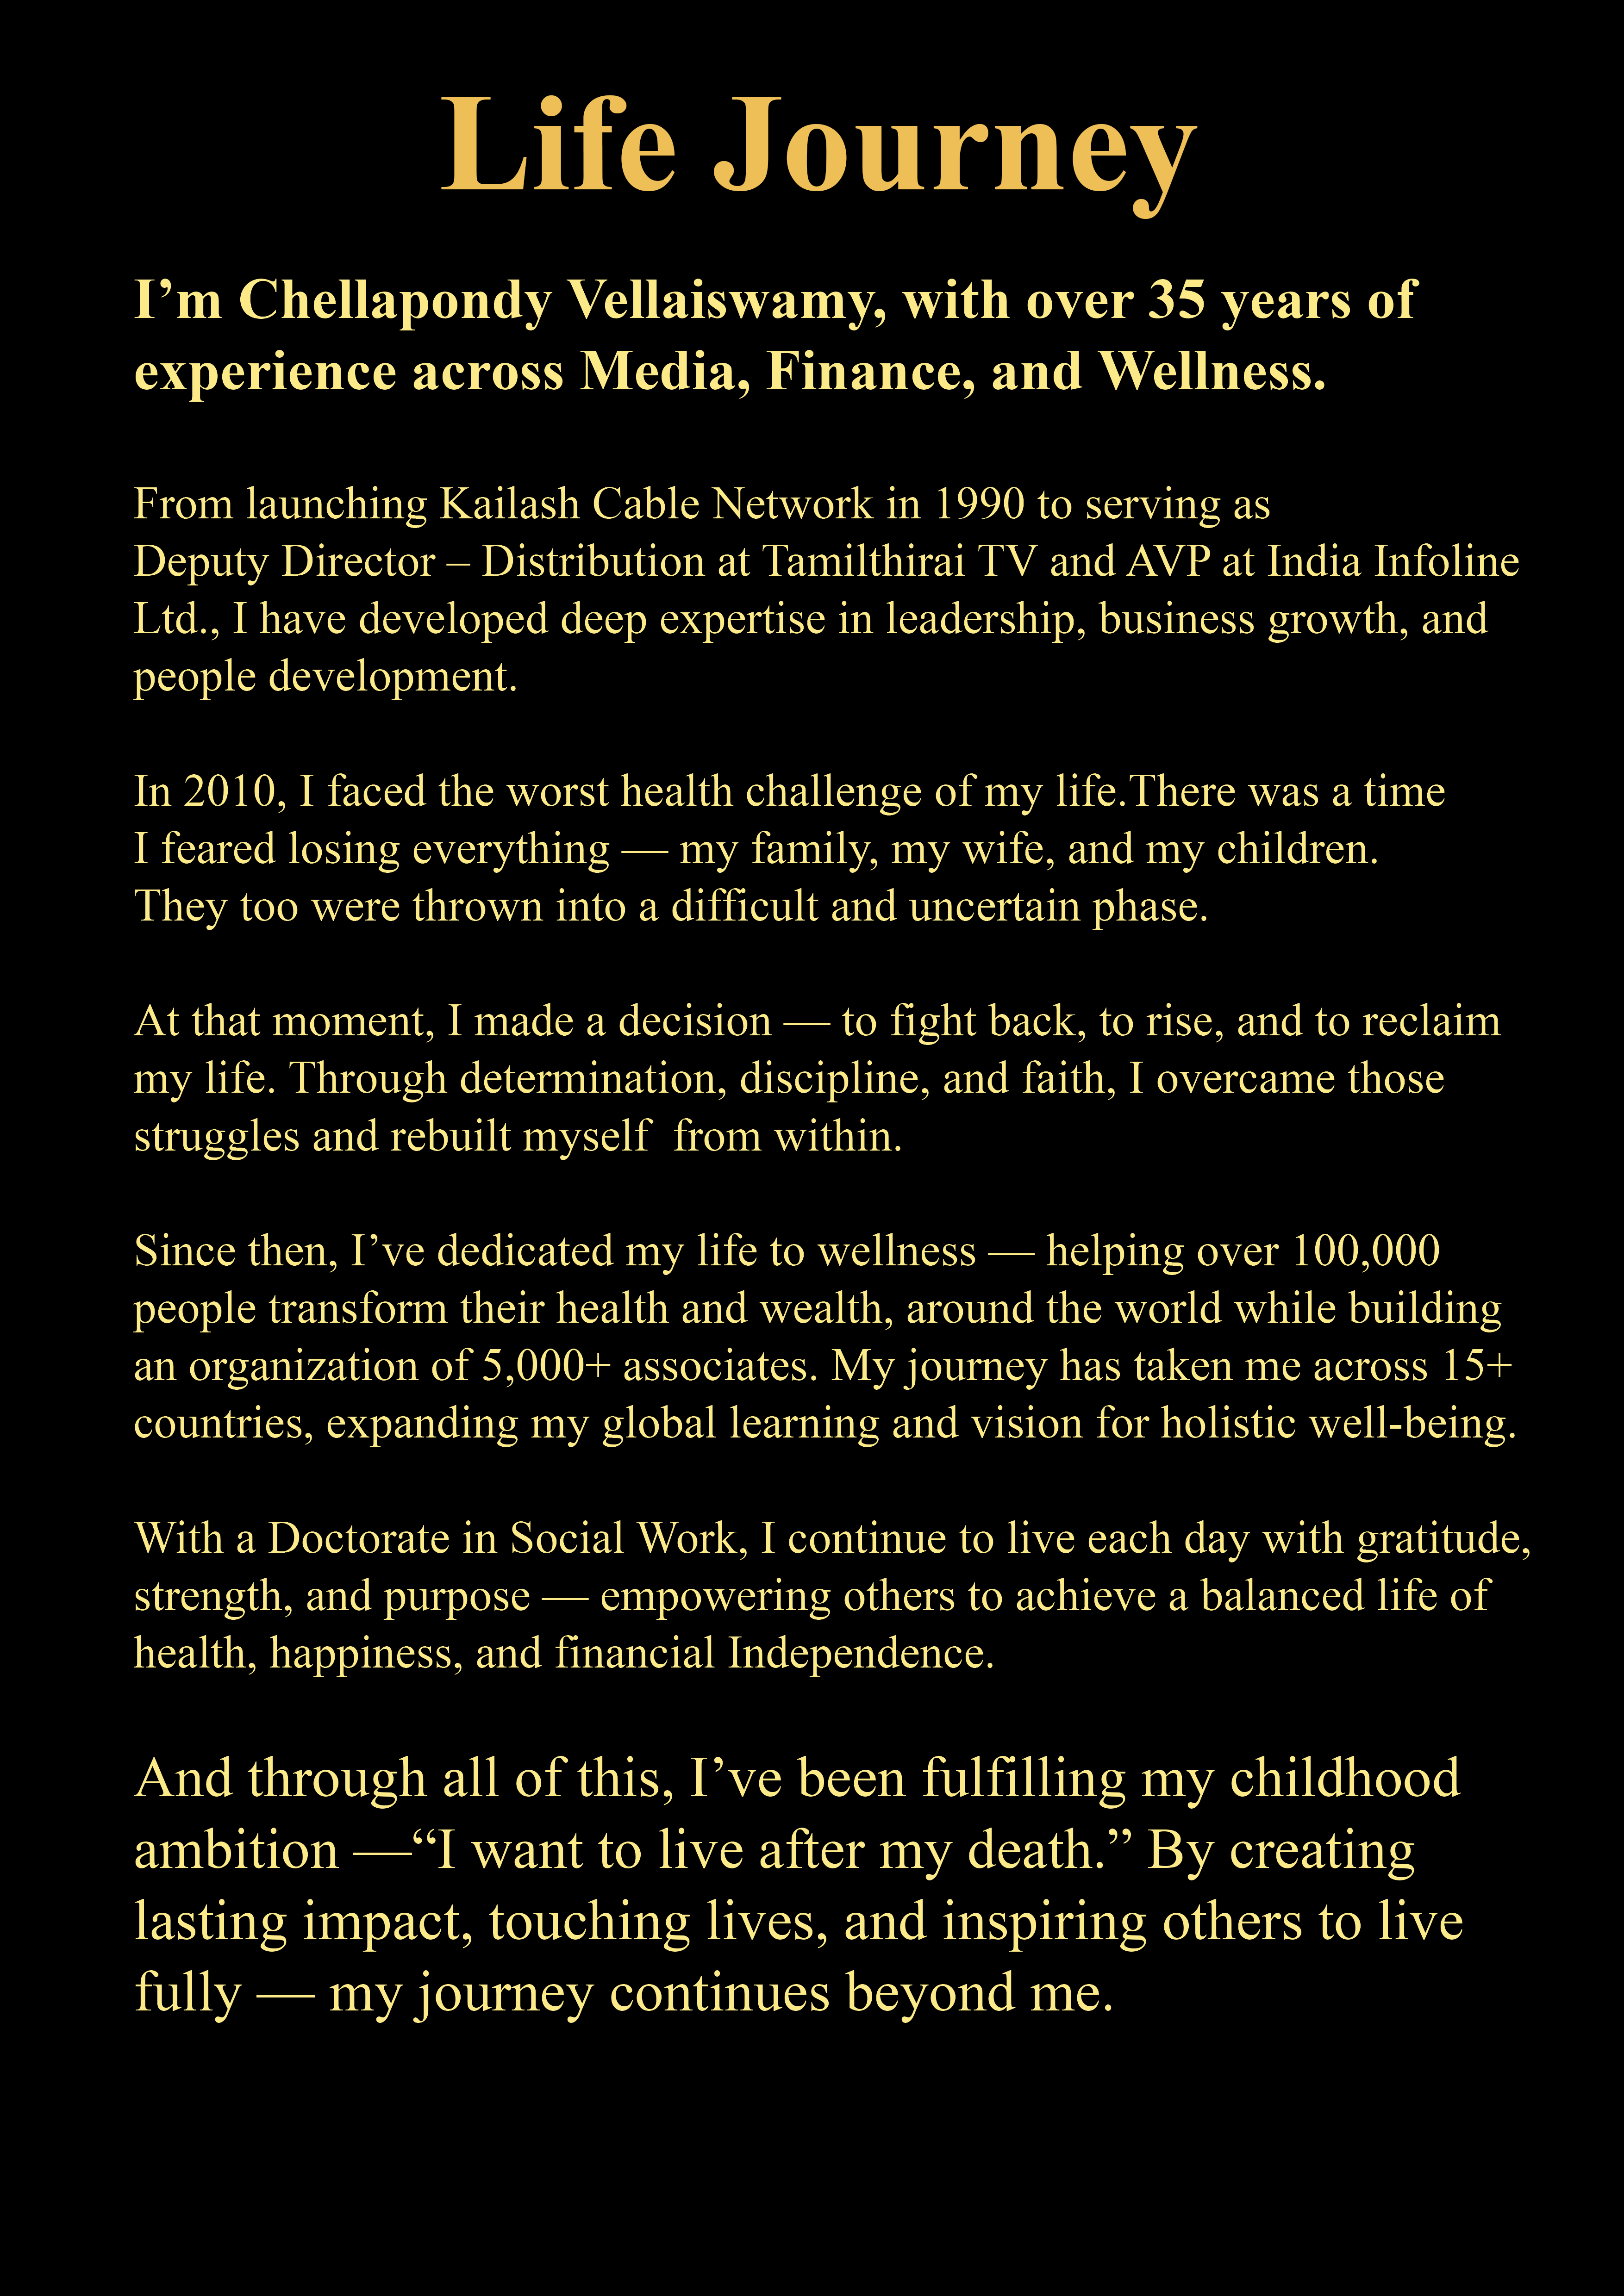 Life Journey
I’m Chellapondy Vellaiswamy, with over 35 years of
experience across Media, Finance, and Wellness.
From launching Kailash Cable Network in 1990 to serving as
Deputy Director – Distribution at Tamilthirai TV and AVP at India Infoline
Ltd., I have developed deep expertise in leadership, business growth, and
people development.
In 2010, I faced the worst health challenge of my life.There was a time
I feared losing everything — my family, my wife, and my children.
They too were thrown into a difficult and uncertain phase.
At that moment, I made a decision — to fight back, to rise, and to reclaim
my life. Through determination, discipline, and faith, I overcame those
struggles and rebuilt myself  from within.
Since then, I’ve dedicated my life to wellness — helping over 100,000
people transform their health and wealth, around the world while building
an organization of 5,000+ associates. My journey has taken me across 15+
countries, expanding my global learning and vision for holistic well-being.
With a Doctorate in Social Work, I continue to live each day with gratitude,
strength, and purpose — empowering others to achieve a balanced life of
health, happiness, and financial Independence.
And through all of this, I’ve been fulfilling my childhood
ambition —“I want to live after my death.” By creating
lasting impact, touching lives, and inspiring others to live
fully — my journey continues beyond me.